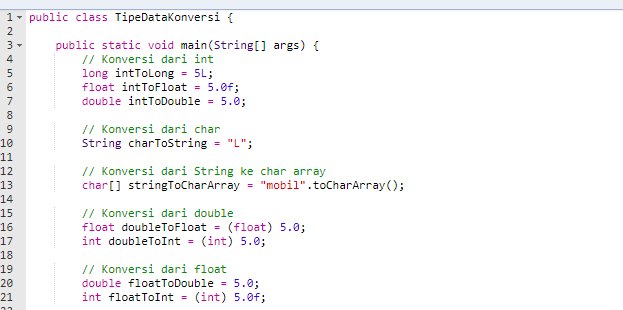 1 public class TipeDataKonversi {
2
3 public static void main(String[] args) {
4 // Konversi dari int
5 long intToLong = 5L;
6 float intToFloat = 5.0f;
7 double intToDouble = 5.0;
8
9 // Konversi dari char
10 String charToString = "L";
11
12 // Konversi dari String ke char array
13 char[] stringToCharArray = "mobil".toCharArray();
14
15 // Konversi dari double
16 float doubleToFloat = (float) 5.0;
17 int doubleToInt = (int) 5.0;
18
19 // Konversi dari float
20 double floatToDouble = 5.0;
21 int floatToInt = (int) 5.0f;